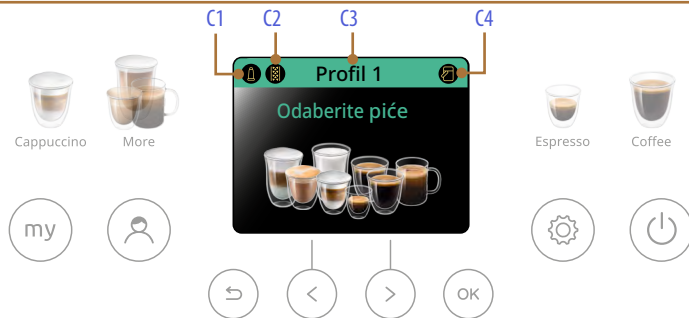 C1 C2 C3 C4
Profil 1
Odaberite piće
Cappuccino More Espresso Coffee
my
OK